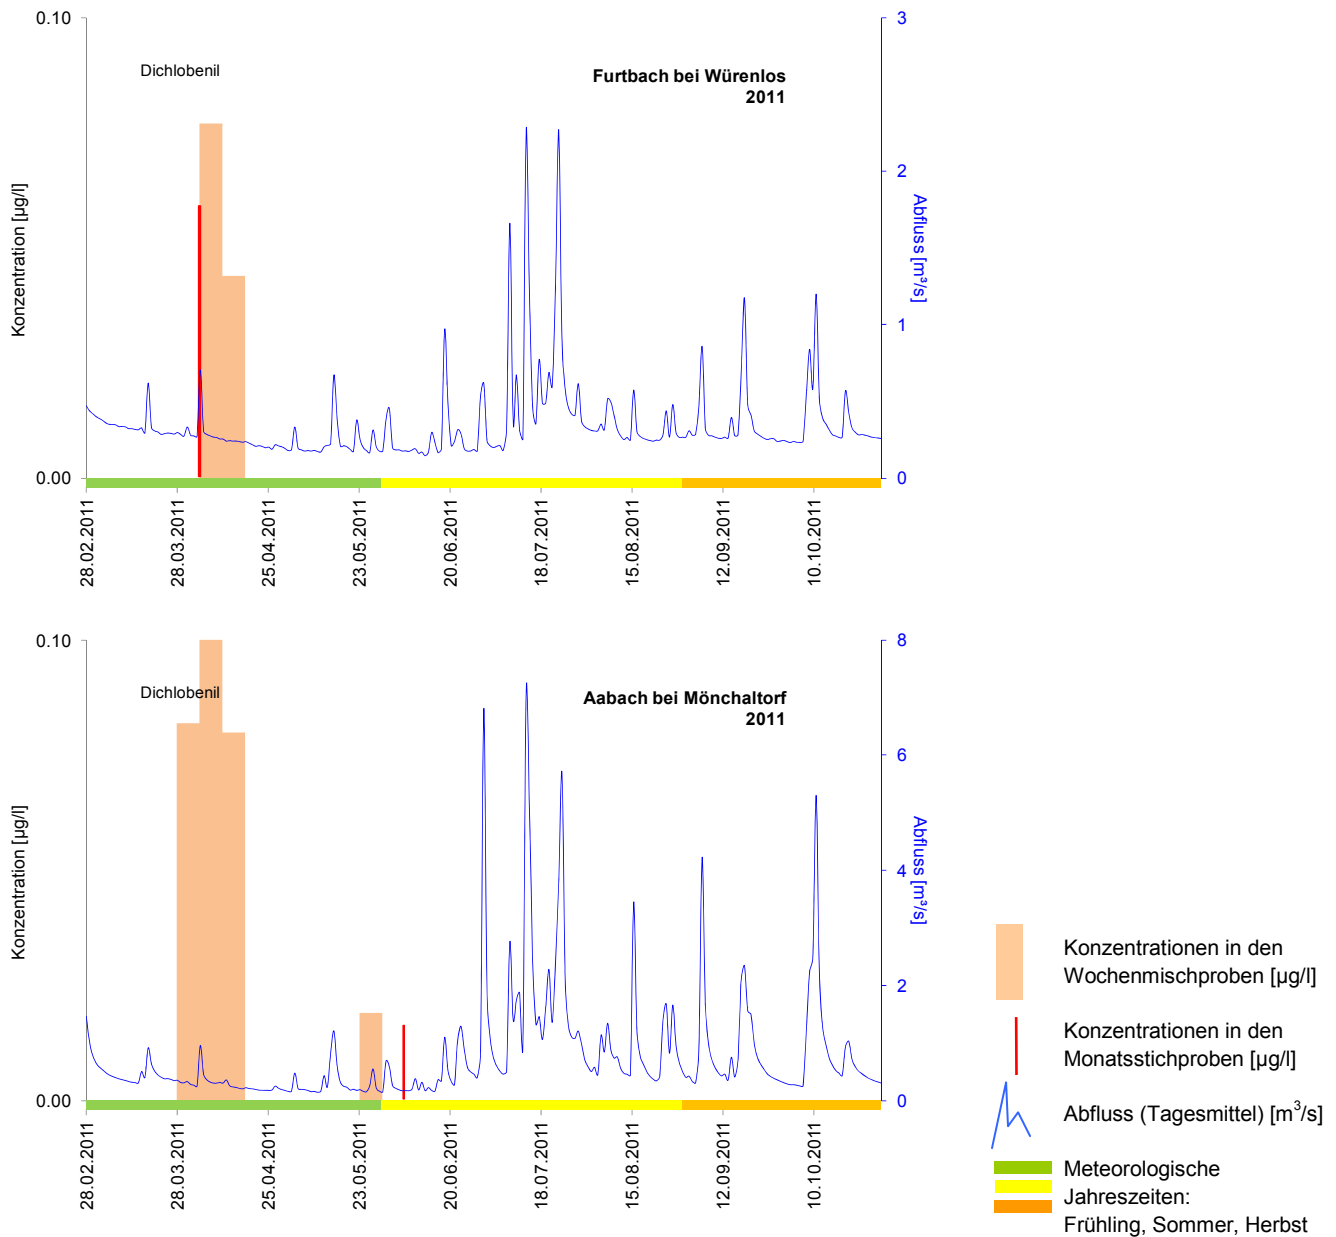 0.10
3
Dichlobenil
Furtbach bei Würenlos
2011
2
Konzentration [µg/l]
Abfluss [m³/s]
1
0.00
0
28.02.2011
28.03.2011
25.04.2011
23.05.2011
20.06.2011
18.07.2011
15.08.2011
12.09.2011
10.10.2011
0.10
8
Dichlobenil
Aabach bei Mönchaltorf
2011
6
Konzentration [µg/l]
Abfluss [m³/s]
4
2
0.00
0
28.02.2011
28.03.2011
25.04.2011
23.05.2011
20.06.2011
18.07.2011
15.08.2011
12.09.2011
10.10.2011
Konzentrationen in den
Wochenmischproben [µg/l]
Konzentrationen in den
Monatsstichproben [µg/l]
Abfluss (Tagesmittel) [m³/s]
Meteorologische
Jahreszeiten:
Frühling, Sommer, Herbst